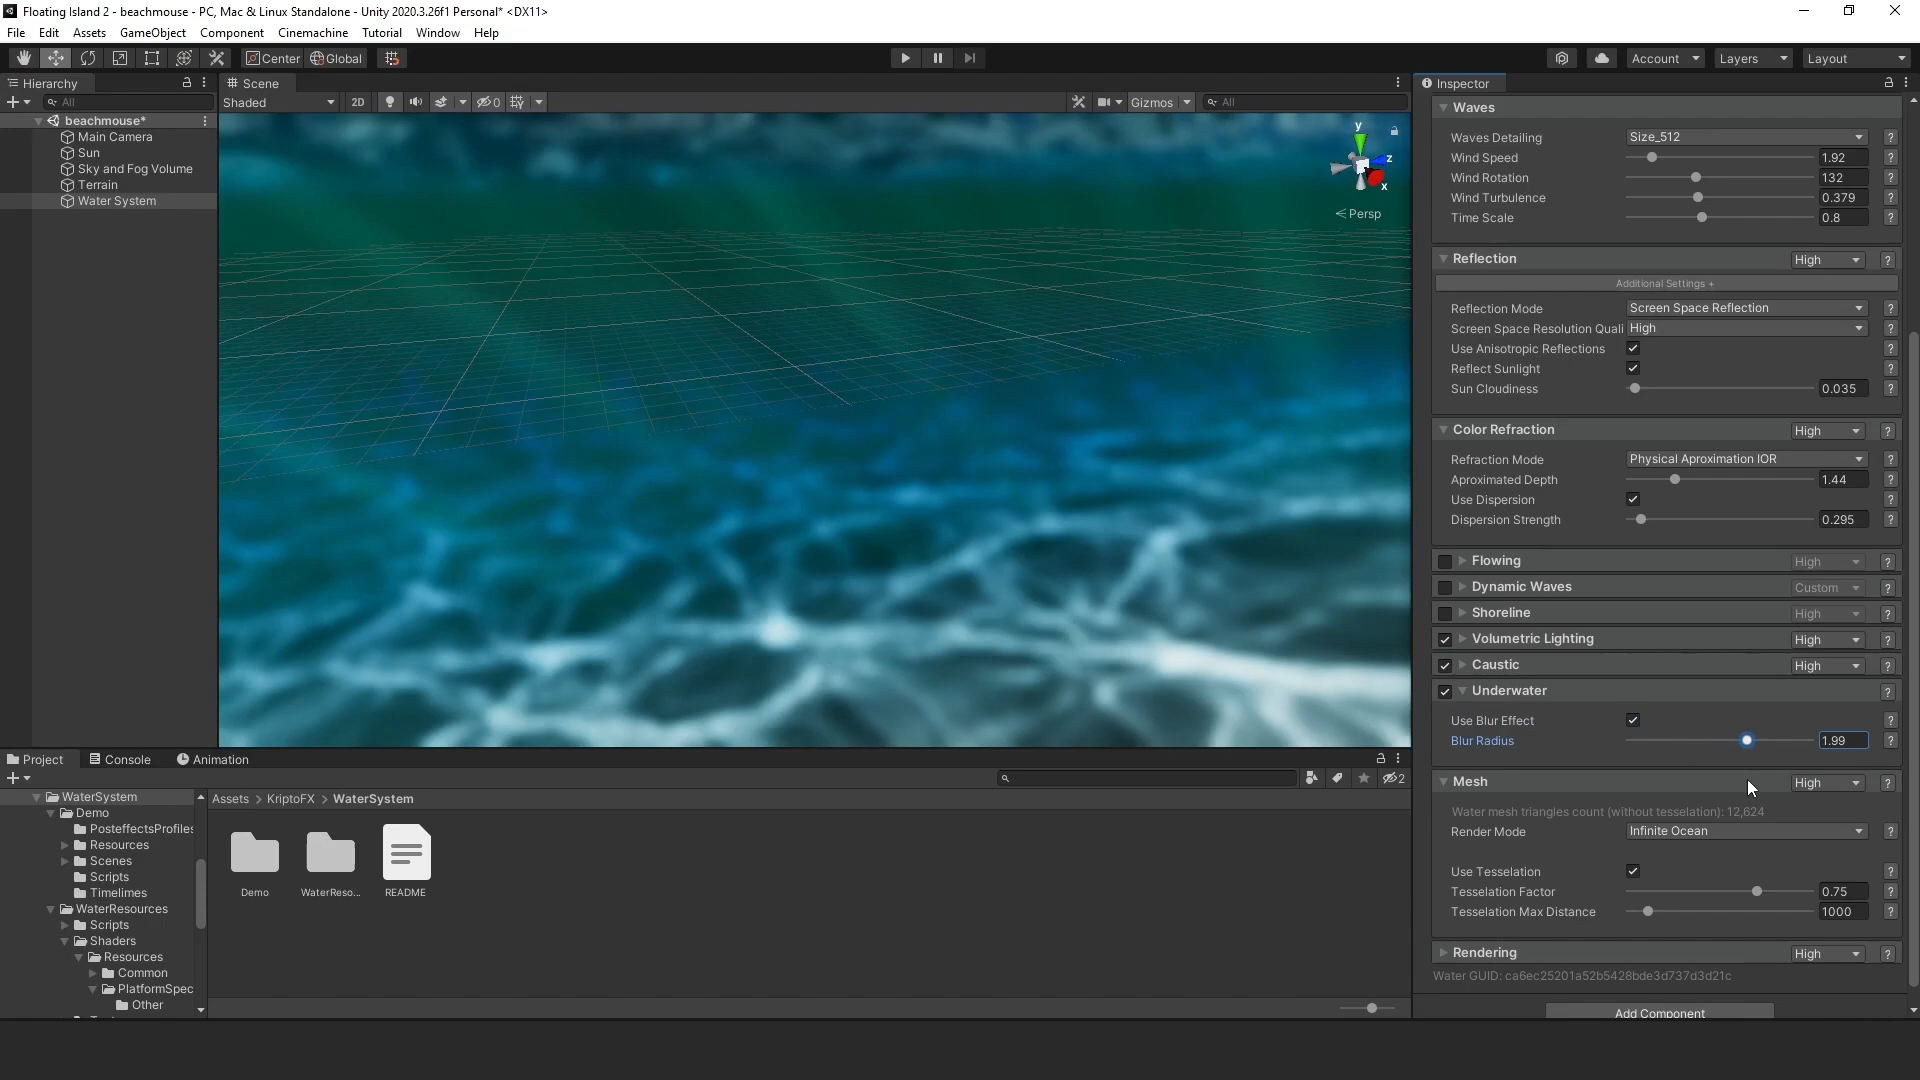 Floating Island 2 - beachmouse - PC, Mac & Linux Standalone - Unity 2020.3.26f1 Personal* <DX11>
File Edit Assets GameObject Component Cinemachine Tutorial Window Help
Center Global Account Layers Layout
Hierarchy
All
beachmouse*
Main Camera
Sun
Sky and Fog Volume
Terrain
Water System
Scene
Shaded 2D 0 Gizmos All
y
z
x
Persp
Inspector
Waves
Waves Detailing Size_512 ?
Wind Speed 1.92 ?
Wind Rotation 132 ?
Wind Turbulence 0.379 ?
Time Scale 0.8 ?
Reflection High ?
Additional Settings +
Reflection Mode Screen Space Reflection ?
Screen Space Resolution Quali High ?
Use Anisotropic Reflections ?
Reflect Sunlight ?
Sun Cloudiness 0.035 ?
Color Refraction High ?
Refraction Mode Physical Aproximation IOR ?
Aproximated Depth 1.44 ?
Use Dispersion ?
Dispersion Strength 0.295 ?
Flowing High ?
Dynamic Waves Custom ?
Shoreline High ?
Volumetric Lighting High ?
Caustic High ?
Underwater ?
Use Blur Effect ?
Blur Radius 1.99 ?
Mesh High ?
Water mesh triangles count (without tesselation): 12,624
Render Mode Infinite Ocean ?
Use Tesselation ?
Tesselation Factor 0.75 ?
Tesselation Max Distance 1000 ?
Rendering High ?
Water GUID: ca6ec25201a52b5428bde3d737d3d21c
Add Component
Project Console Animation
2
WaterSystem
Demo
PosteffectsProfiles
Resources
Scenes
Scripts
Timelimes
WaterResources
Scripts
Shaders
Resources
Common
PlatformSpec
Other
Assets > KriptoFX > WaterSystem
Demo WaterReso... README